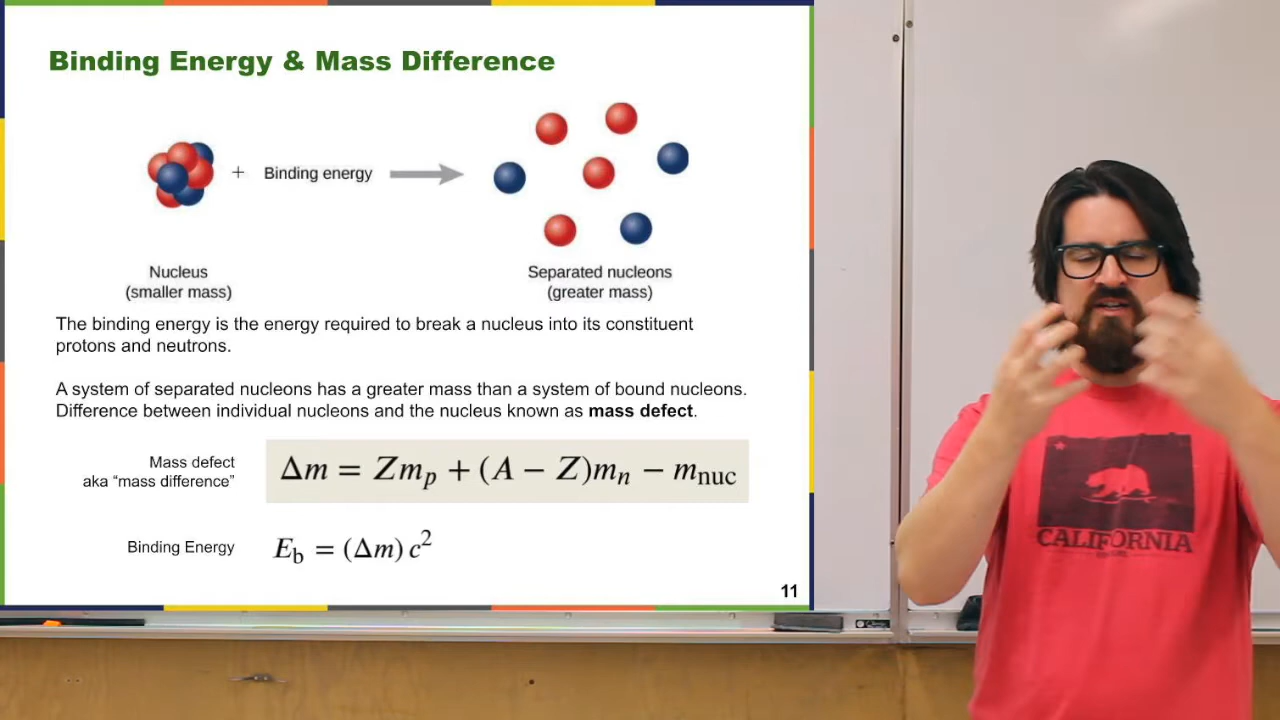 Binding Energy & Mass Difference
+ Binding energy
Nucleus
(smaller mass)
Separated nucleons
(greater mass)
The binding energy is the energy required to break a nucleus into its constituent
protons and neutrons.
A system of separated nucleons has a greater mass than a system of bound nucleons.
Difference between individual nucleons and the nucleus known as mass defect.
Mass defect
aka “mass difference”
Δm = Zmₚ + (A − Z)mₙ − m_nuc
Binding Energy
E_b = (Δm) c²
11
CALIFORNIA